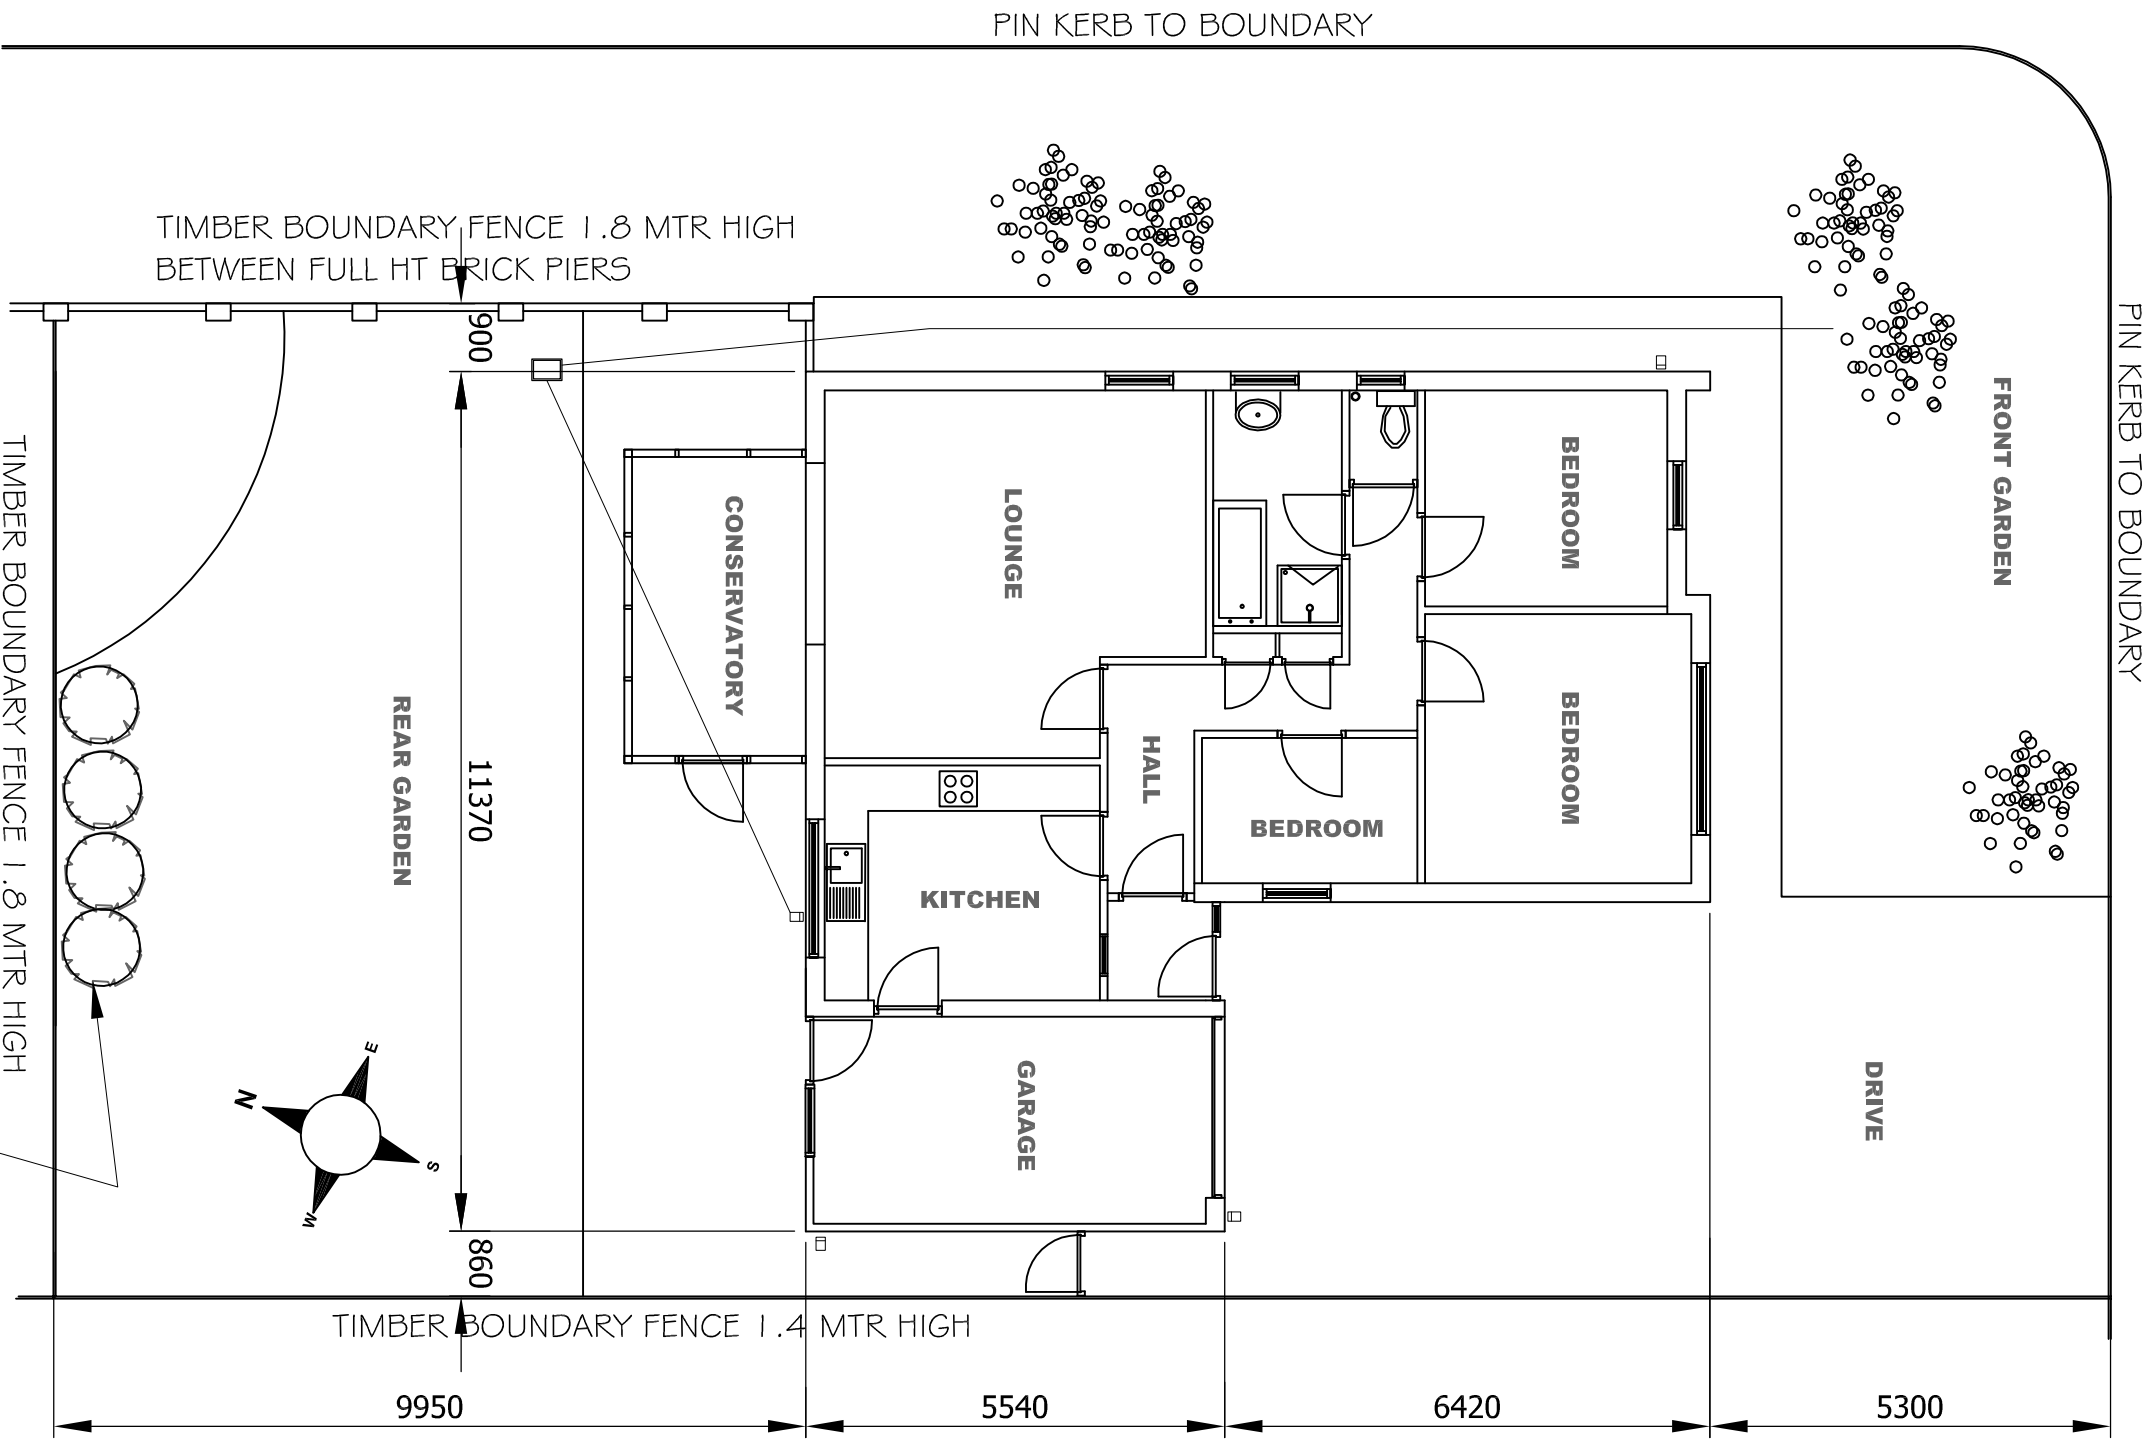 PIN KERB TO BOUNDARY
TIMBER BOUNDARY FENCE 1.8 MTR HIGH
BETWEEN FULL HT BRICK PIERS
900
PIN KERB TO BOUNDARY
FRONT GARDEN
TIMBER BOUNDARY FENCE 1.8 MTR HIGH
REAR GARDEN
11370
CONSERVATORY
LOUNGE
BEDROOM
BEDROOM
HALL
BEDROOM
KITCHEN
GARAGE
DRIVE
N
E
S
W
860
TIMBER BOUNDARY FENCE 1.4 MTR HIGH
9950
5540
6420
5300